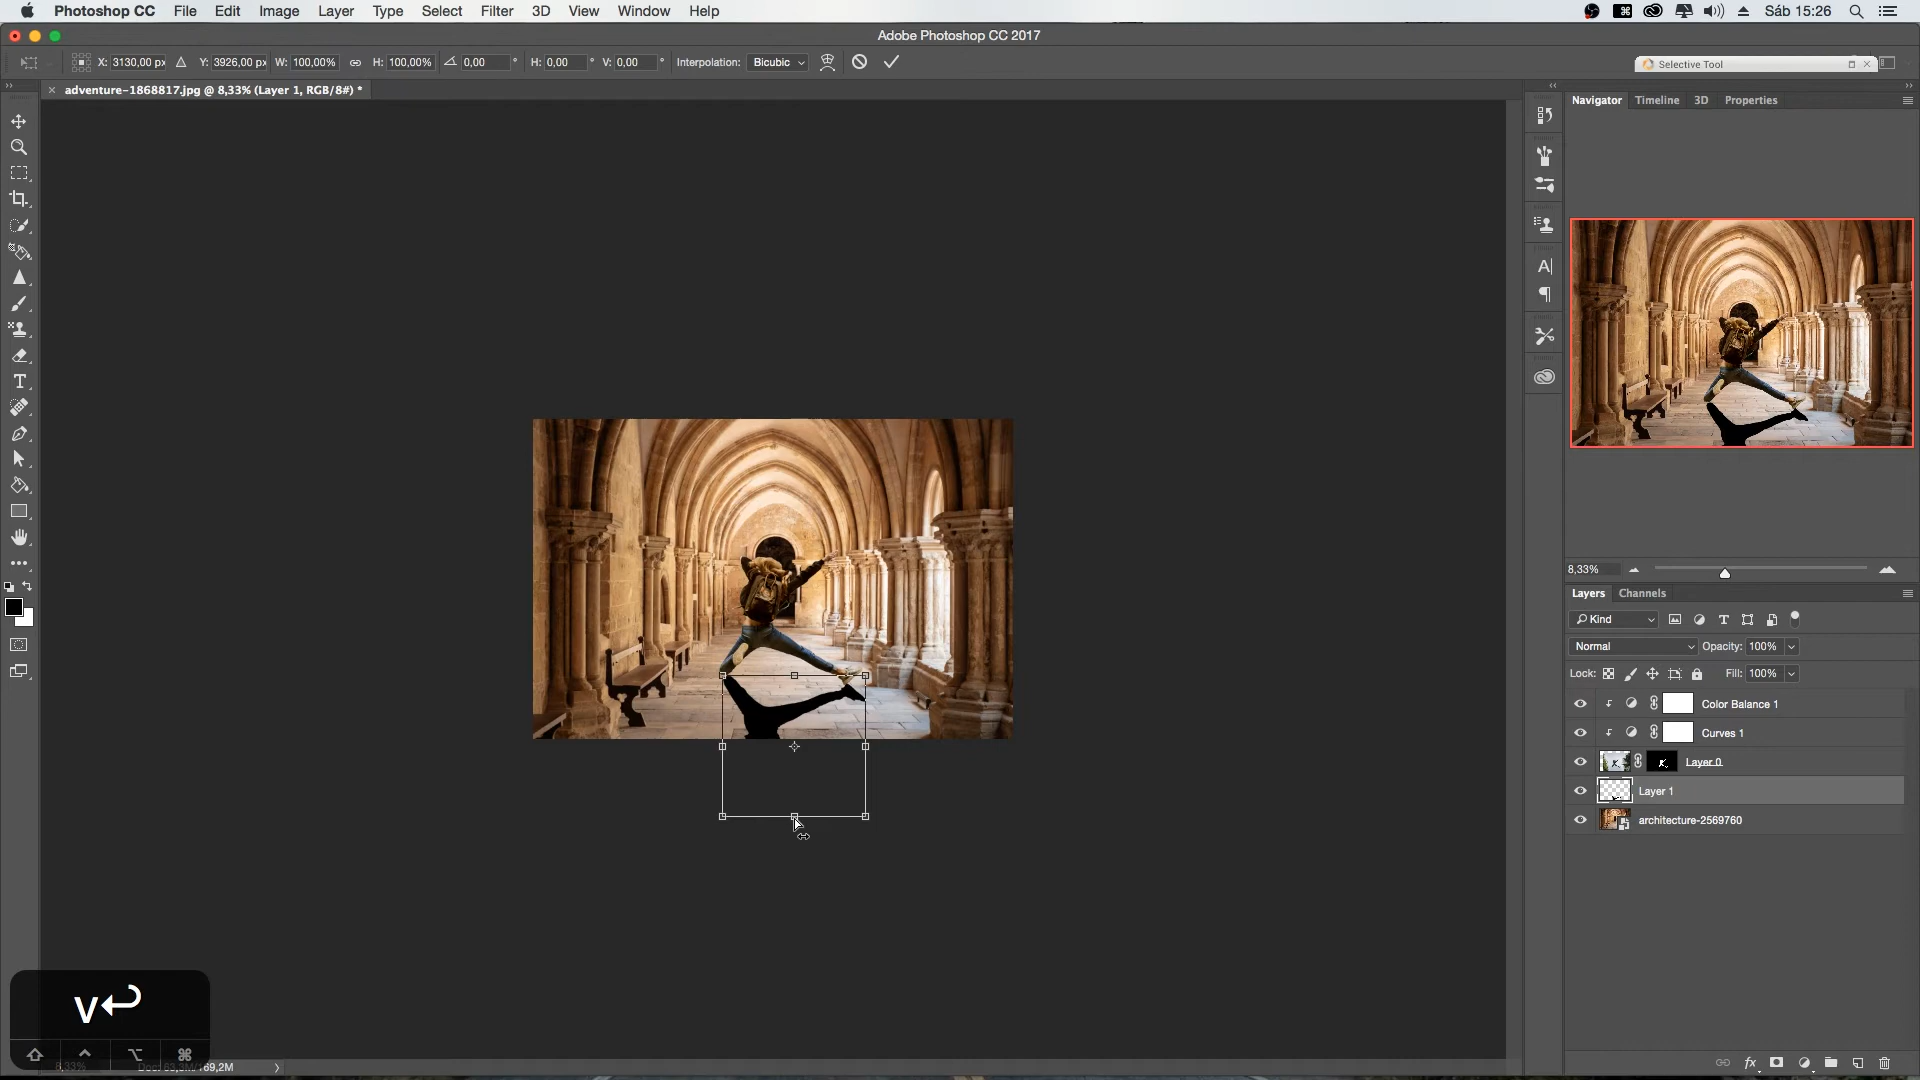 Photoshop CC File Edit Image Layer Type Select Filter 3D View Window Help Sáb 15:26
Adobe Photoshop CC 2017
X: 3130,00 px Y: 3926,00 px W: 100,00% H: 100,00% 0,00 ° H: 0,00 ° V: 0,00 ° Interpolation: Bicubic
Selective Tool
adventure-1868817.jpg @ 8,33% (Layer 1, RGB/8#) *
Navigator Timeline 3D Properties
8,33%
Layers Channels
Kind
Normal Opacity: 100%
Lock: Fill: 100%
Color Balance 1
Curves 1
Layer 0
Layer 1
architecture-2569760
v
8,33%